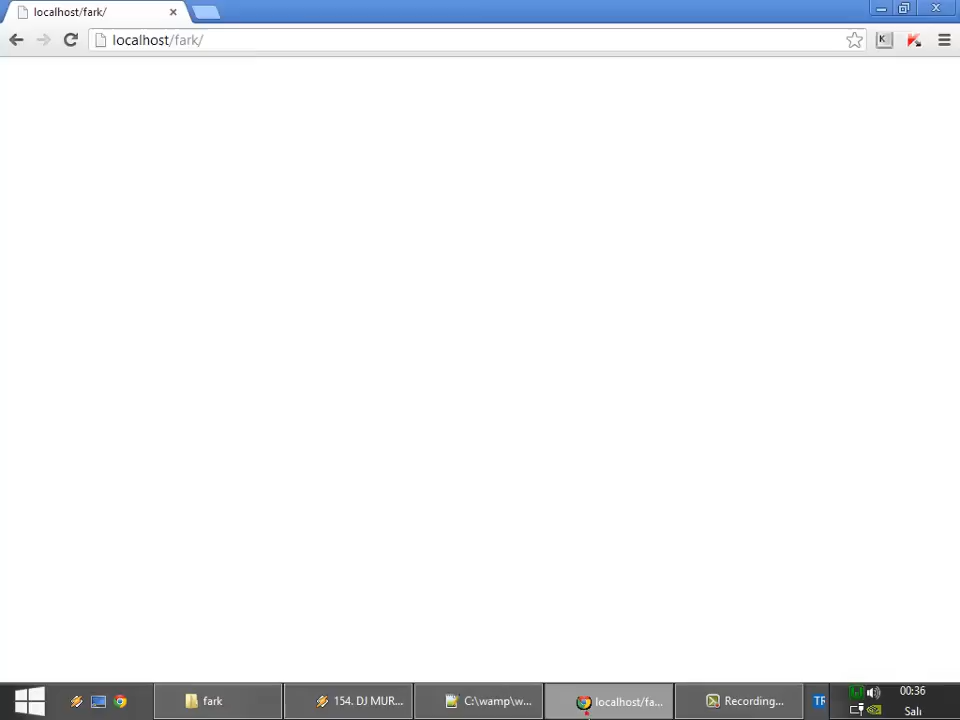 localhost/fark/
localhost/fark/
fark
154. DJ MUR...
C:\wamp\w...
localhost/fa...
Recording...
TR
00:36
Salı